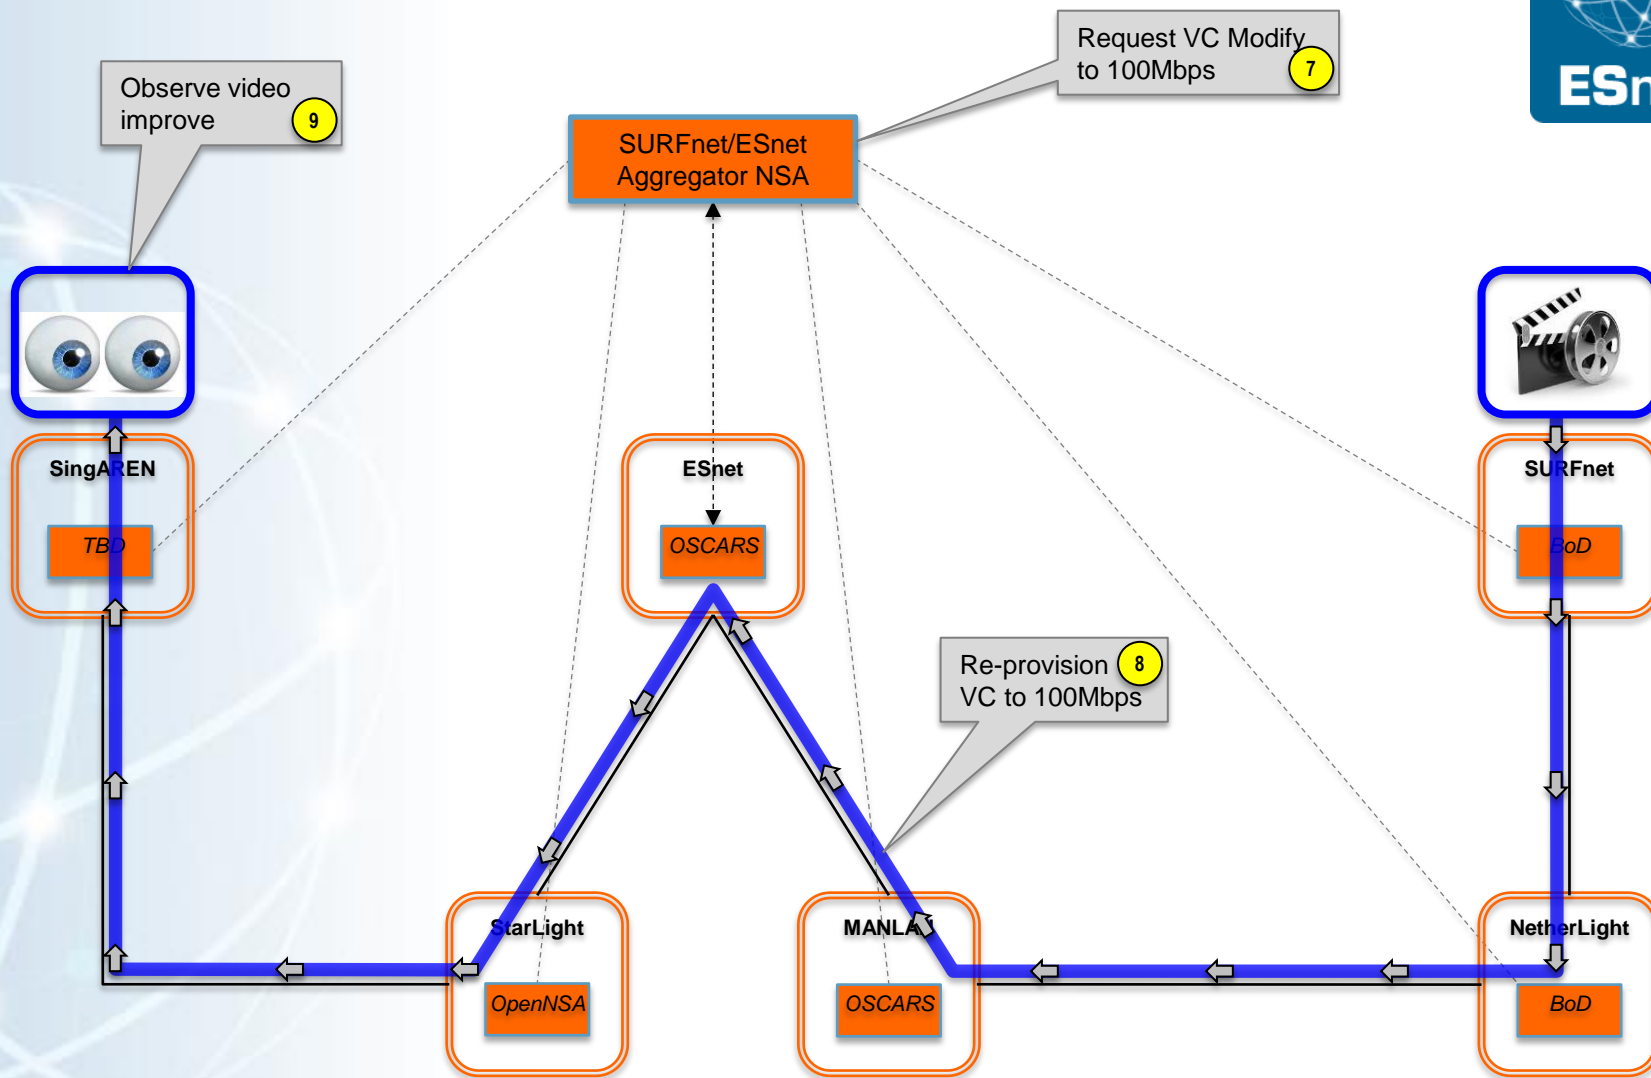 Request VC Modify
to 100Mbps
7
ESn
Observe video
improve
9
SURFnet/ESnet
Aggregator NSA
SingAREN
ESnet
SURFnet
TBD
OSCARS
BoD
Re-provision
8
VC to 100Mbps
StarLight
MANLAN
NetherLight
OpenNSA
OSCARS
BoD